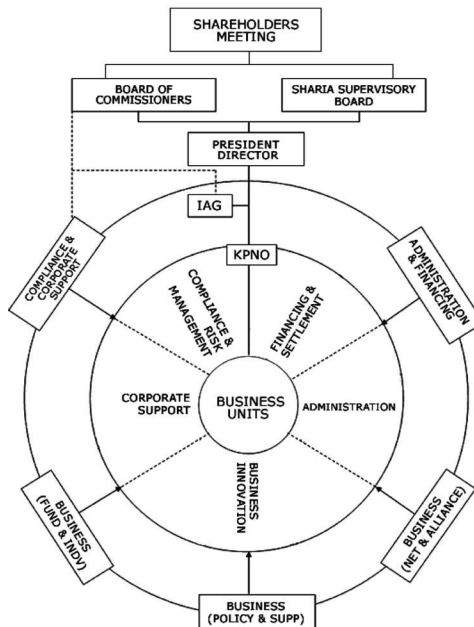 SHAREHOLDERS
MEETING
BOARD OF
COMMISSIONERS
SHARIA SUPERVISORY
BOARD
PRESIDENT
DIRECTOR
IAG
KPNO
COMPLIANCE &
CORPORATE
SUPPORT
ADMINISTRATION
& FINANCING
COMPLIANCE &
RISK
MANAGEMENT
FINANCING &
SETTLEMENT
CORPORATE
SUPPORT
BUSINESS
UNITS
ADMINISTRATION
BUSINESS
INNOVATION
BUSINESS
(FUND & INDV)
BUSINESS
(NET & ALLIANCE)
BUSINESS
(POLICY & SUPP)